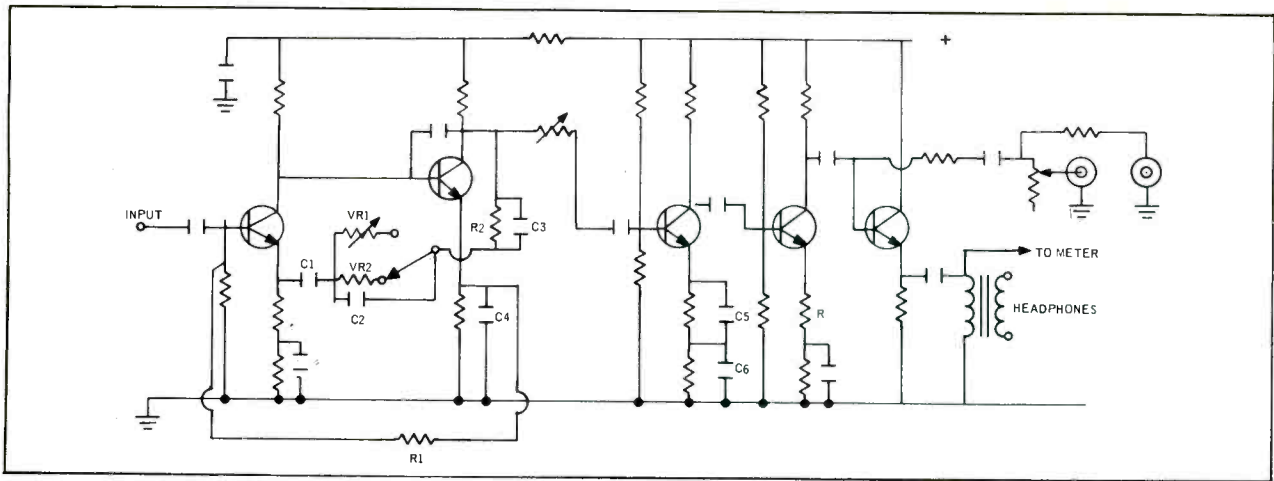 +
INPUT
VR1
C1
VR2
C2
R2
C3
C4
C5
C6
R
TO METER
HEADPHONES
R1